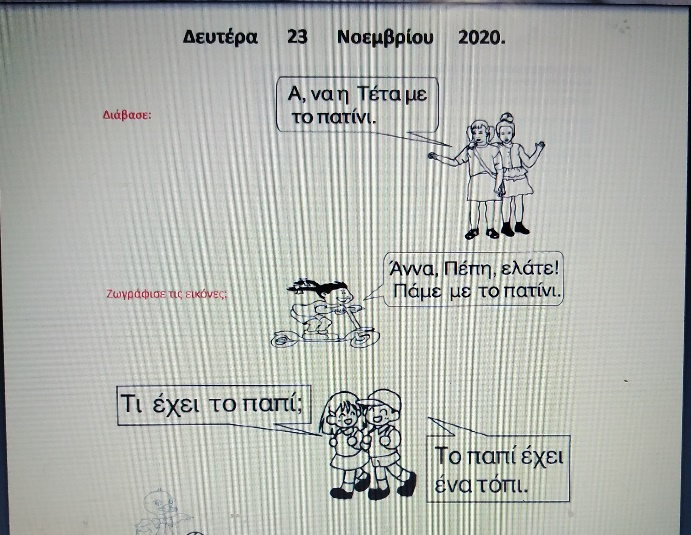 Δευτέρα 23 Νοεμβρίου 2020.
Διάβασε:
Α, να η Τέτα με
το πατίνι.
Ζωγράφισε τις εικόνες:
Άννα, Πέπη, ελάτε!
Πάμε με το πατίνι.
Τι έχει το παπί;
Το παπί έχει
ένα τόπι.